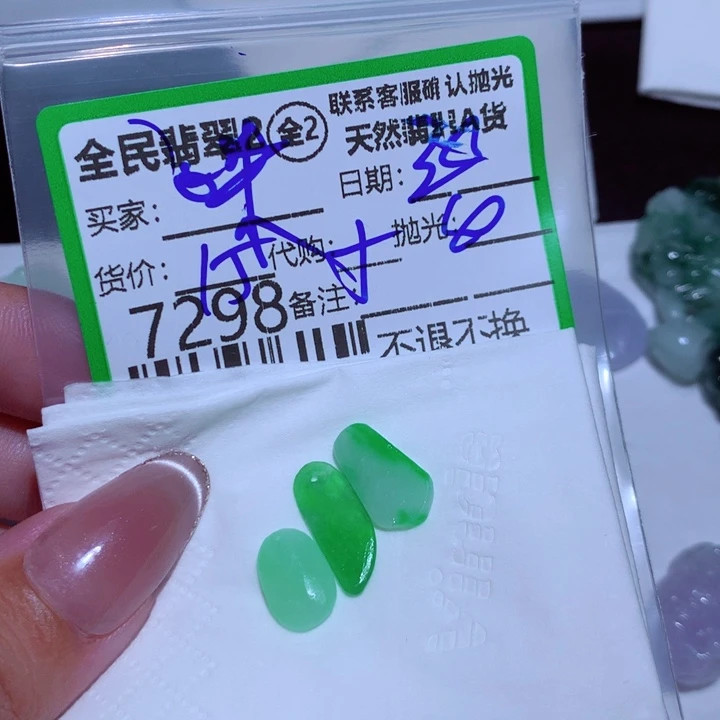 全民翡翠2 全2
联系客服确认抛光
天然翡翠A货
买家:
日期:
货价:
代购:
抛光:
7298
备注
不退不换